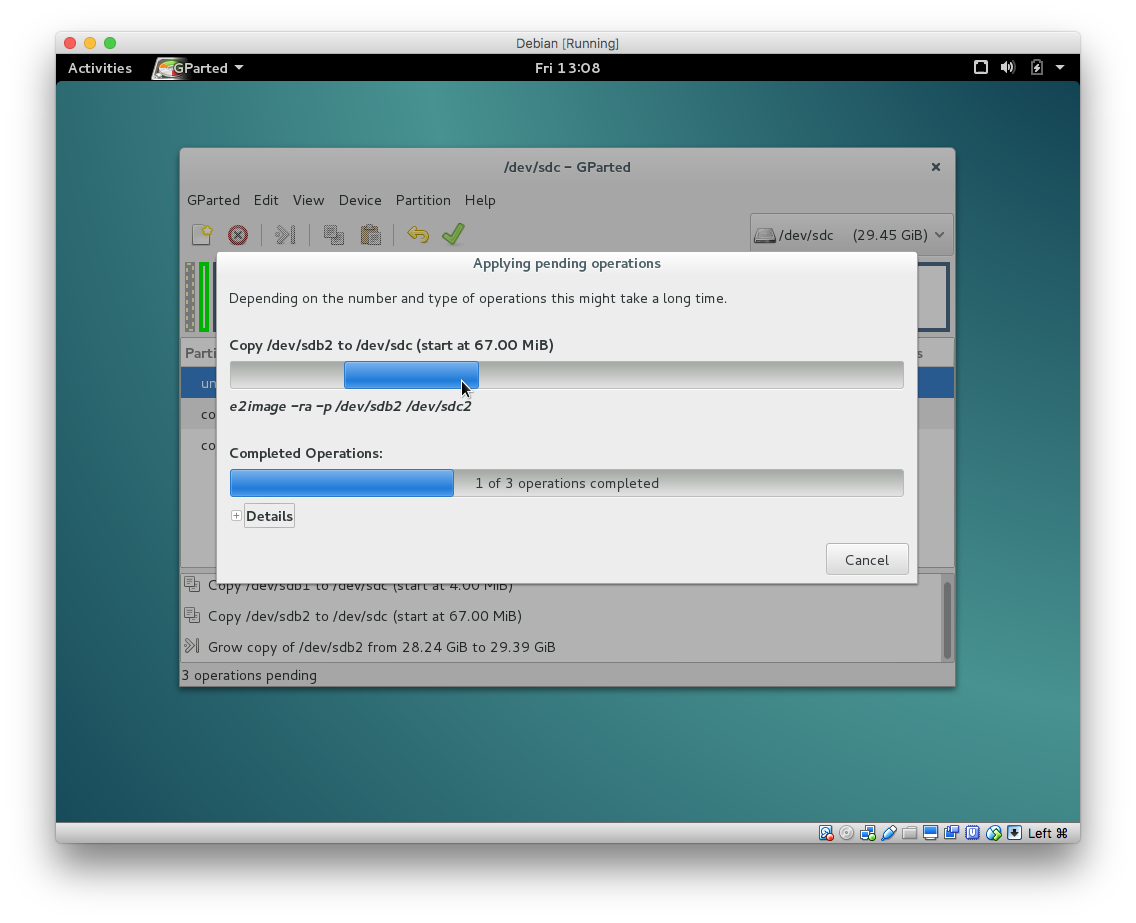 Debian [Running]
Activities GParted Fri 13:08
/dev/sdc – GParted
GParted Edit View Device Partition Help
/dev/sdc (29.45 GiB)
Applying pending operations
Depending on the number and type of operations this might take a long time.
Copy /dev/sdb2 to /dev/sdc (start at 67.00 MiB)
e2image -ra -p /dev/sdb2 /dev/sdc2
Completed Operations:
1 of 3 operations completed
Details
Cancel
Parti
s
un
co
co
Copy /dev/sdb1 to /dev/sdc (start at 4.00 MiB)
Copy /dev/sdb2 to /dev/sdc (start at 67.00 MiB)
Grow copy of /dev/sdb2 from 28.24 GiB to 29.39 GiB
3 operations pending
Left ⌘